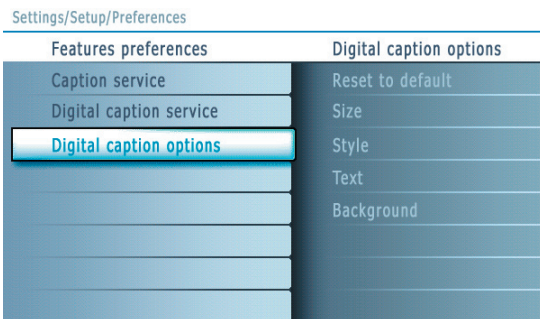 Settings/Setup/Preferences
Features preferences
Caption service
Digital caption service
Digital caption options
Digital caption options
Reset to default
Size
Style
Text
Background